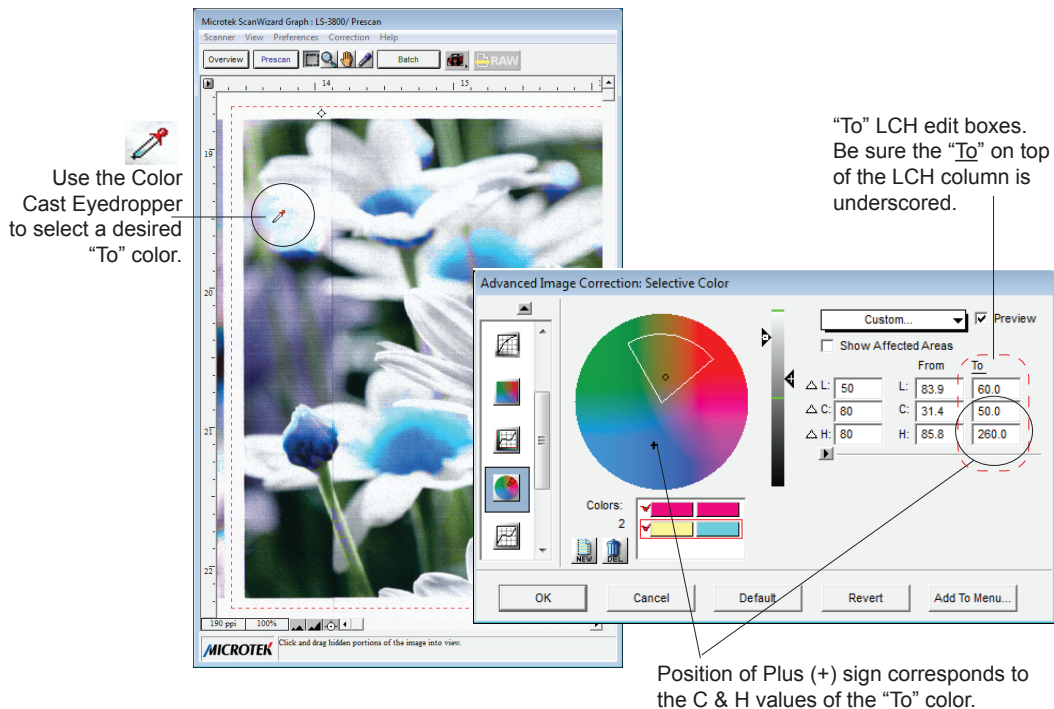 Microtek ScanWizard Graph : LS-3800/ Prescan
Scanner View Preferences Correction Help
Overview Prescan Batch RAW
14 15
19
20
21
22
Use the Color
Cast Eyedropper
to select a desired
“To” color.
“To” LCH edit boxes.
Be sure the “To” on top
of the LCH column is
underscored.
Advanced Image Correction: Selective Color
Custom... Preview
Show Affected Areas
From To
△ L: 50 L: 83.9 60.0
△ C: 80 C: 31.4 50.0
△ H: 80 H: 85.8 260.0
Colors:
2
NEW DEL
OK Cancel Default Revert Add To Menu...
190 ppi 100%
MICROTEK Click and drag hidden portions of the image into view.
Position of Plus (+) sign corresponds to
the C & H values of the “To” color.